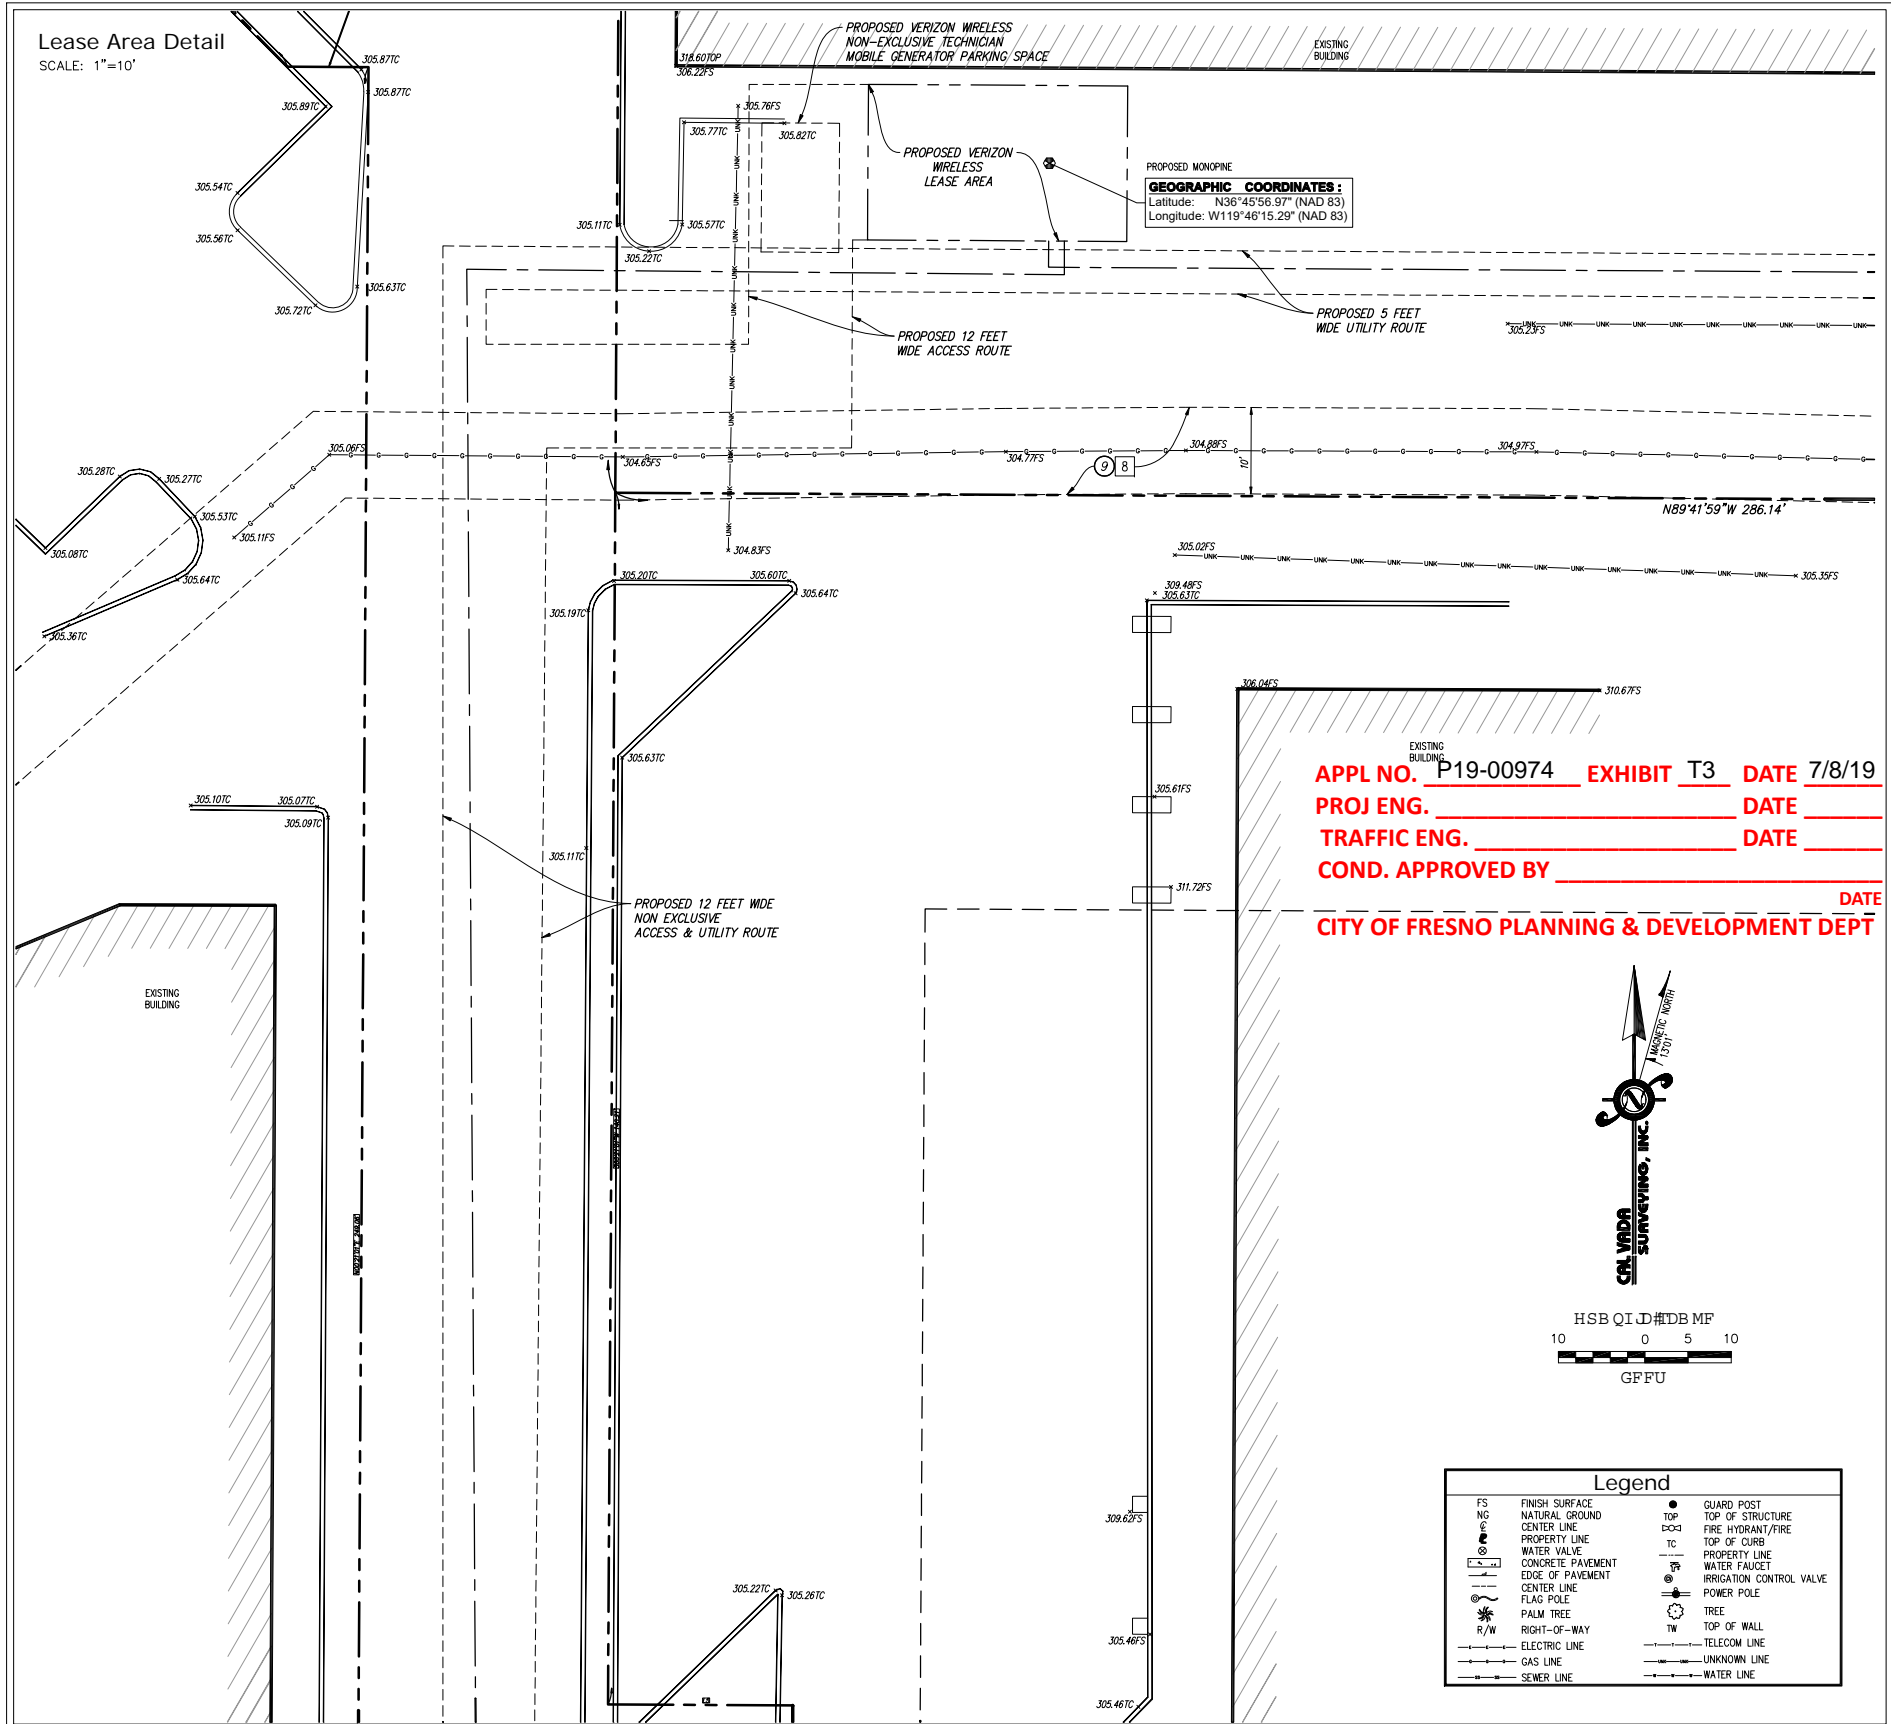 Lease Area Detail
SCALE: 1"=10'
PROPOSED VERIZON WIRELESS
NON-EXCLUSIVE TECHNICIAN
MOBILE GENERATOR PARKING SPACE
EXISTING
BUILDING
318.60TOP
306.22FS
305.87TC
305.87TC
305.89TC
305.76FS
305.77TC
305.82TC
PROPOSED VERIZON
WIRELESS
LEASE AREA
PROPOSED MONOPINE
GEOGRAPHIC COORDINATES:
Latitude: N36°45'56.97" (NAD 83)
Longitude: W119°46'15.29" (NAD 83)
305.54TC
305.56TC
305.11TC
305.57TC
305.22TC
305.63TC
305.72TC
PROPOSED 12 FEET
WIDE ACCESS ROUTE
PROPOSED 5 FEET
WIDE UTILITY ROUTE
305.23FS
305.06FS
304.65FS
304.77FS
304.88FS
304.97FS
9 8
10'
305.28TC
305.27TC
305.53TC
305.11FS
305.08TC
305.64TC
305.36TC
304.83FS
N89°41'59"W 286.14'
305.02FS
305.35FS
305.20TC
305.60TC
305.64TC
305.19TC
309.48FS
305.63TC
306.04FS
310.67FS
305.63TC
EXISTING
BUILDING
APPL NO. P19-00974 EXHIBIT T3 DATE 7/8/19
PROJ ENG. DATE
TRAFFIC ENG. DATE
COND. APPROVED BY
DATE
CITY OF FRESNO PLANNING & DEVELOPMENT DEPT
305.61FS
305.10TC
305.07TC
305.09TC
305.11TC
311.72FS
PROPOSED 12 FEET WIDE
NON EXCLUSIVE
ACCESS & UTILITY ROUTE
EXISTING
BUILDING
MAGNETIC NORTH
13°01'
CAL VADA
SURVEYING, INC.
HSBQIJD#TDBMF
10 0 5 10
GFFU
309.62FS
305.22TC
305.26TC
305.46FS
305.46TC
Legend
FS FINISH SURFACE
NG NATURAL GROUND
CENTER LINE
PROPERTY LINE
WATER VALVE
CONCRETE PAVEMENT
EDGE OF PAVEMENT
CENTER LINE
FLAG POLE
PALM TREE
R/W RIGHT-OF-WAY
ELECTRIC LINE
GAS LINE
SEWER LINE
GUARD POST
TOP TOP OF STRUCTURE
FIRE HYDRANT/FIRE
TC TOP OF CURB
PROPERTY LINE
WATER FAUCET
IRRIGATION CONTROL VALVE
POWER POLE
TREE
TW TOP OF WALL
TELECOM LINE
UNKNOWN LINE
WATER LINE